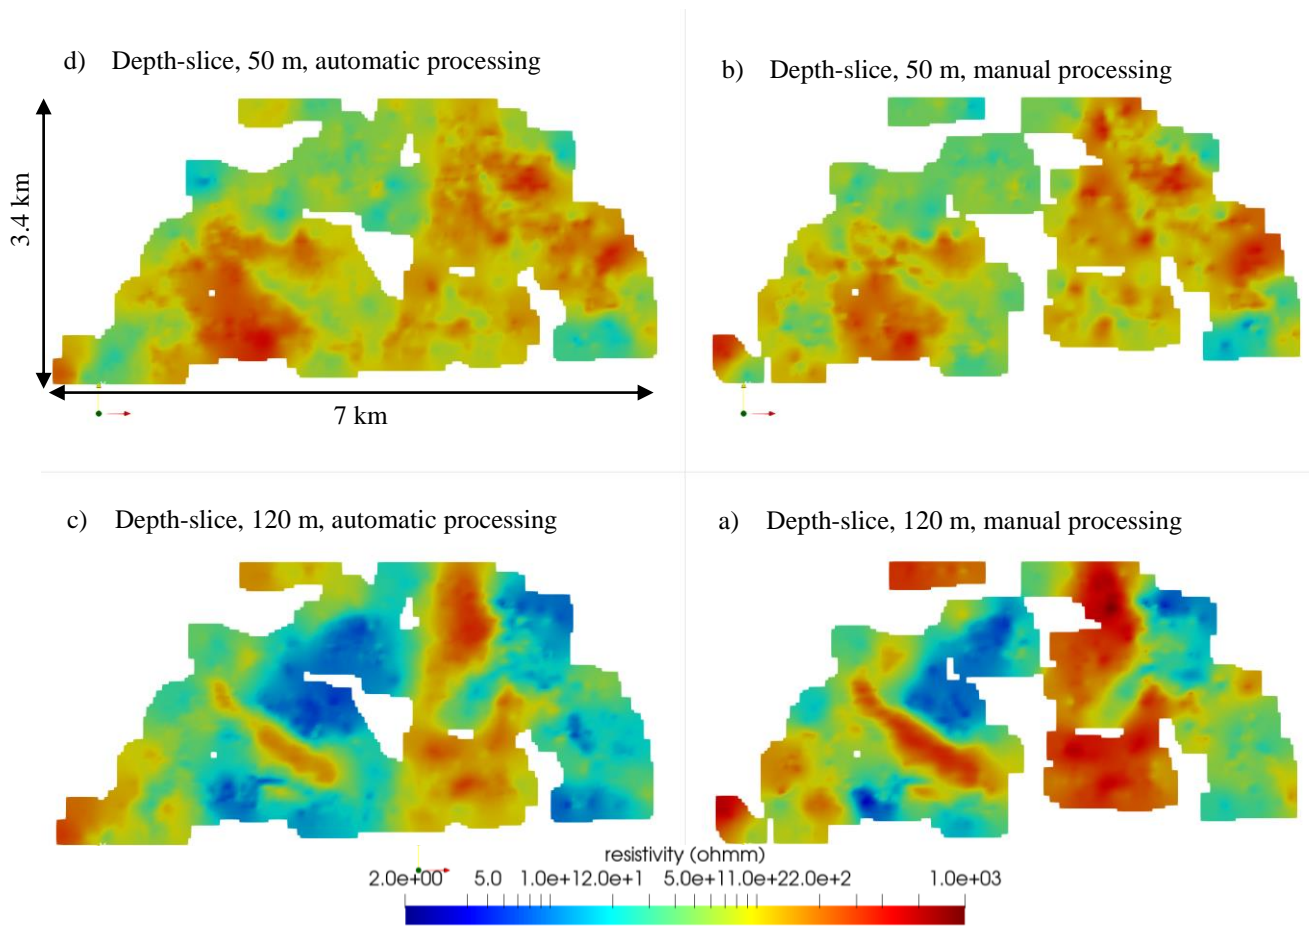 d) Depth-slice, 50 m, automatic processing
b) Depth-slice, 50 m, manual processing
3.4 km
7 km
c) Depth-slice, 120 m, automatic processing
a) Depth-slice, 120 m, manual processing
resistivity (ohmm)
2.0e+00 5.0 1.0e+12.0e+1 5.0e+11.0e+22.0e+2 1.0e+03